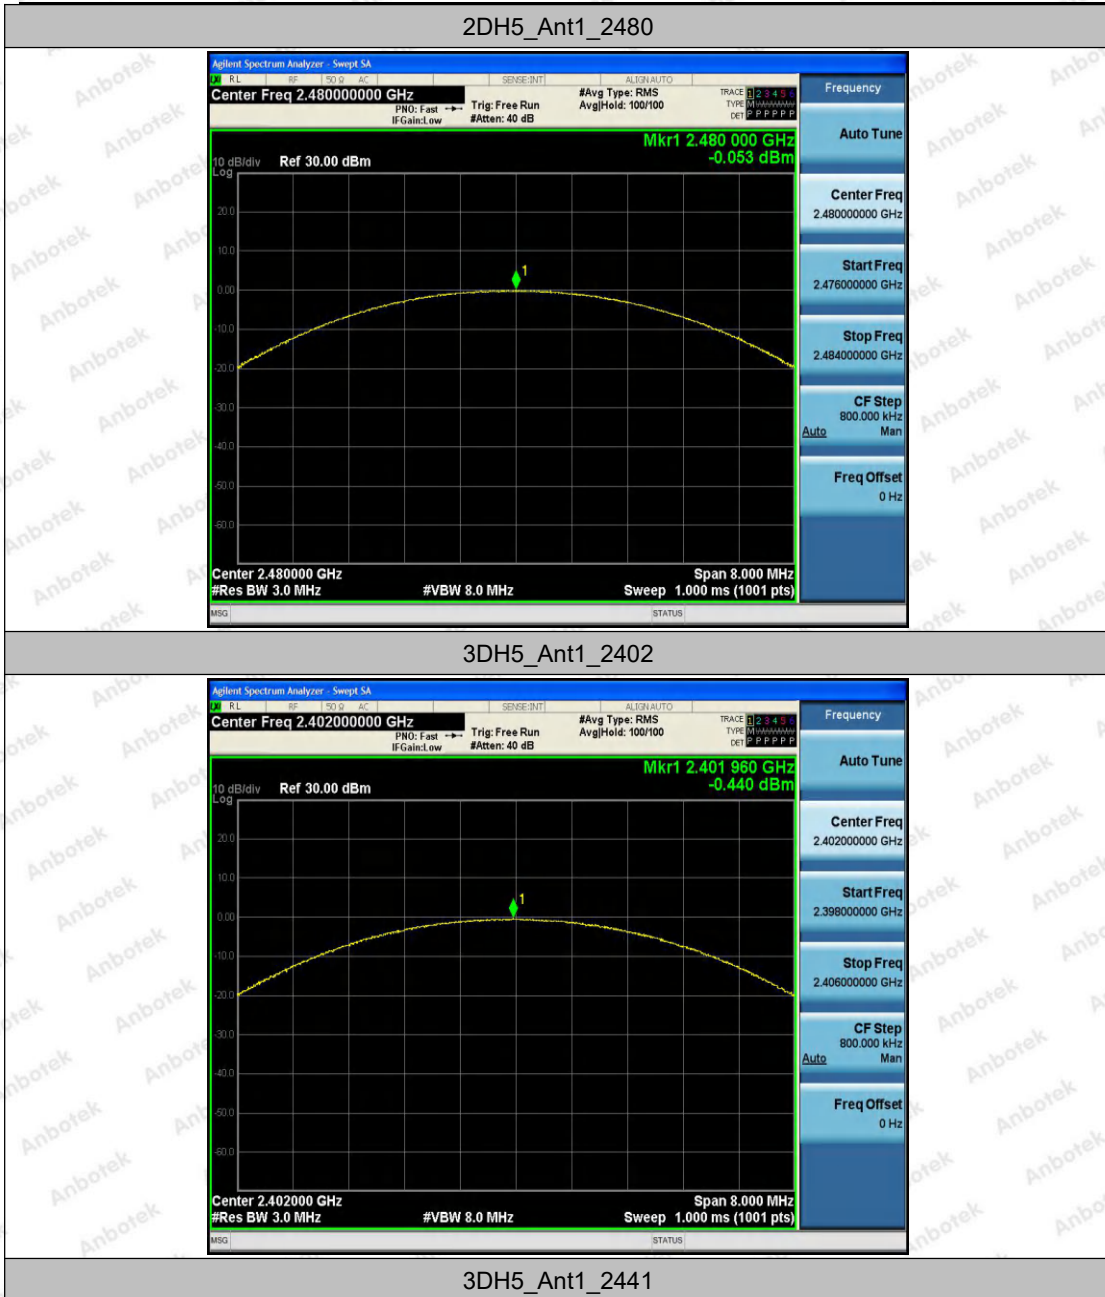 2DH5_Ant1_2480
Agilent Spectrum Analyzer - Swept SA
RL RF 50 Ω AC SENSE:INT ALIGNAUTO
Center Freq 2.480000000 GHz
PNO: Fast
IFGain:Low
Trig: Free Run
#Atten: 40 dB
#Avg Type: RMS
Avg|Hold: 100/100
TRACE 1 2 3 4 5 6
TYPE M
DET P P P P P P
Mkr1 2.480 000 GHz
-0.053 dBm
10 dB/div Ref 30.00 dBm
Log
20.0
10.0
1
0.00
-10.0
-20.0
-30.0
-40.0
-50.0
-60.0
Center 2.480000 GHz Span 8.000 MHz
#Res BW 3.0 MHz #VBW 8.0 MHz Sweep 1.000 ms (1001 pts)
MSG STATUS
Frequency
Auto Tune
Center Freq
2.480000000 GHz
Start Freq
2.476000000 GHz
Stop Freq
2.484000000 GHz
CF Step
800.000 kHz
Auto Man
Freq Offset
0 Hz
3DH5_Ant1_2402
Agilent Spectrum Analyzer - Swept SA
RL RF 50 Ω AC SENSE:INT ALIGNAUTO
Center Freq 2.402000000 GHz
PNO: Fast
IFGain:Low
Trig: Free Run
#Atten: 40 dB
#Avg Type: RMS
Avg|Hold: 100/100
TRACE 1 2 3 4 5 6
TYPE M
DET P P P P P P
Mkr1 2.401 960 GHz
-0.440 dBm
10 dB/div Ref 30.00 dBm
Log
20.0
10.0
1
0.00
-10.0
-20.0
-30.0
-40.0
-50.0
-60.0
Center 2.402000 GHz Span 8.000 MHz
#Res BW 3.0 MHz #VBW 8.0 MHz Sweep 1.000 ms (1001 pts)
MSG STATUS
Frequency
Auto Tune
Center Freq
2.402000000 GHz
Start Freq
2.398000000 GHz
Stop Freq
2.406000000 GHz
CF Step
800.000 kHz
Auto Man
Freq Offset
0 Hz
3DH5_Ant1_2441